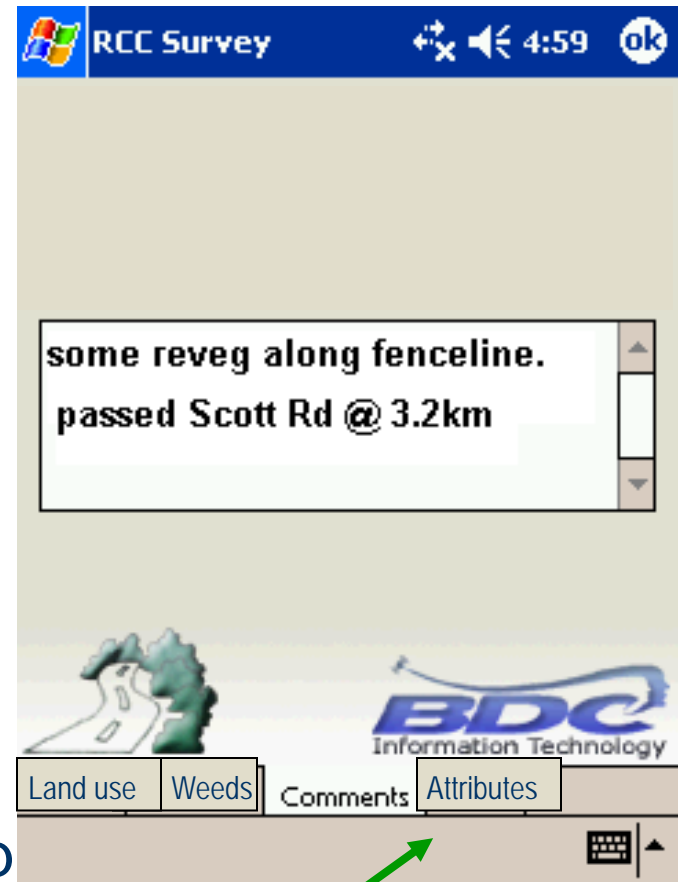 RCC Survey 4:59 ok
some reveg along fenceline.
passed Scott Rd @ 3.2km
BDC
Information Technology
Land use Weeds Comments Attributes